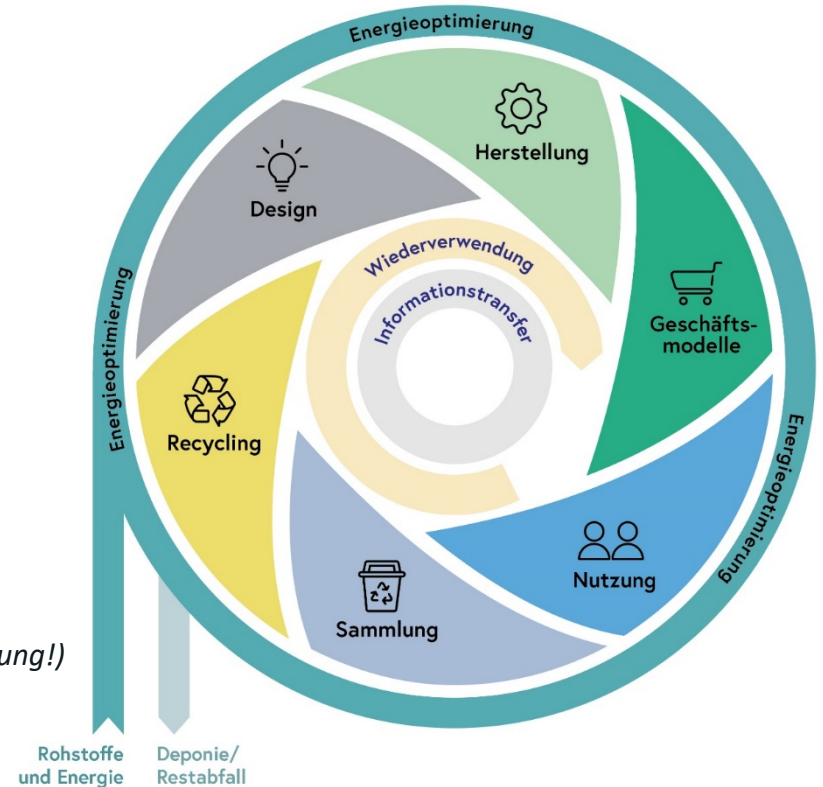 Energieoptimierung
Herstellung
Design
Wiederverwendung
Informationstransfer
Geschäfts-
modelle
Energieoptimierung
Recycling
Energieoptimierung
Nutzung
Sammlung
ung!)
Rohstoffe
und Energie
Deponie/
Restabfall